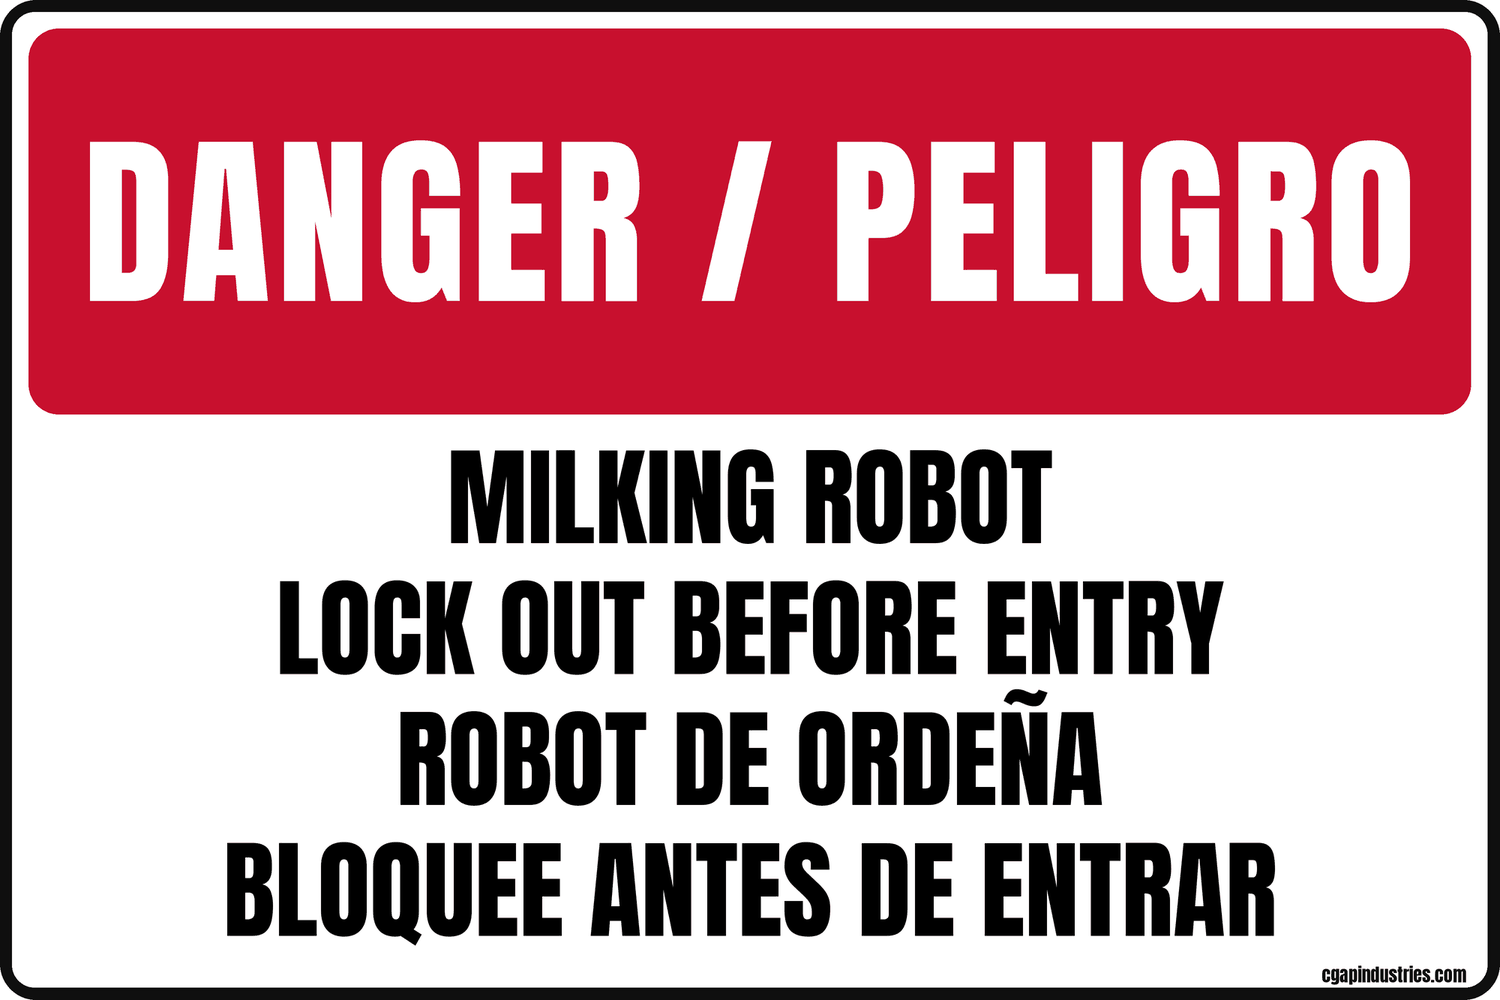 DANGER / PELIGRO
MILKING ROBOT
LOCK OUT BEFORE ENTRY
ROBOT DE ORDEÑA
BLOQUEE ANTES DE ENTRAR
cgapindustries.com